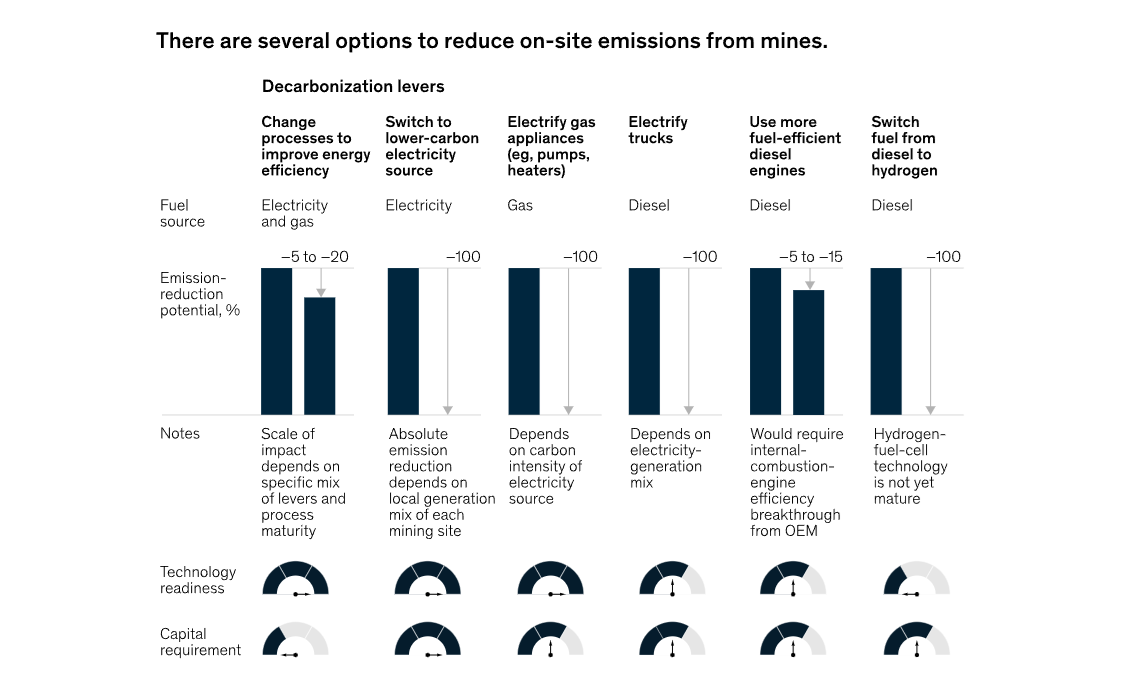 There are several options to reduce on-site emissions from mines.
Decarbonization levers
Change
processes to
improve energy
efficiency
Switch to
lower-carbon
electricity
source
Electrify gas
appliances
(eg, pumps,
heaters)
Electrify
trucks
Use more
fuel-efficient
diesel
engines
Switch
fuel from
diesel to
hydrogen
Fuel
source
Electricity
and gas
Electricity
Gas
Diesel
Diesel
Diesel
Emission-
reduction
potential, %
–5 to –20
–100
–100
–100
–5 to –15
–100
Notes
Scale of
impact
depends on
specific mix
of levers and
process
maturity
Absolute
emission
reduction
depends on
local generation
mix of each
mining site
Depends
on carbon
intensity of
electricity
source
Depends on
electricity-
generation
mix
Would require
internal-
combustion-
engine
efficiency
breakthrough
from OEM
Hydrogen-
fuel-cell
technology
is not yet
mature
Technology
readiness
Capital
requirement